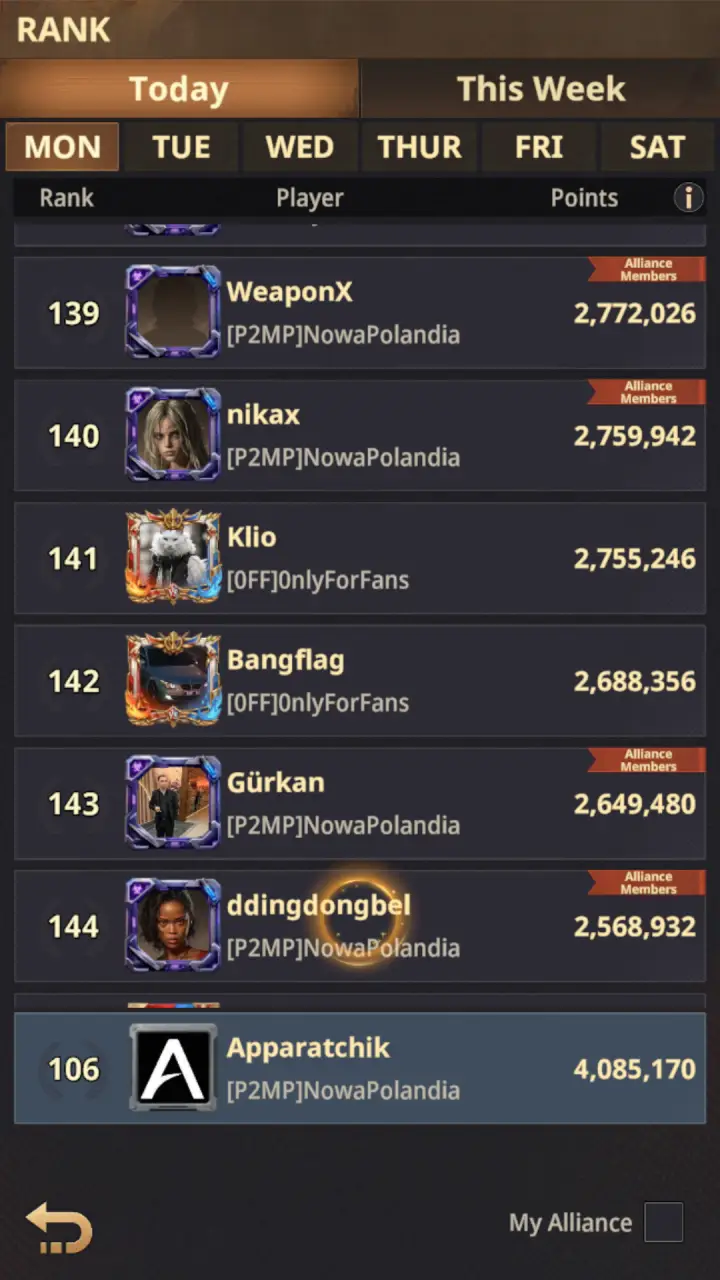 RANK
Today
This Week
MON
TUE
WED
THUR
FRI
SAT
Rank
Player
Points
i
Alliance
Members
139
WeaponX
[P2MP]NowaPolandia
2,772,026
Alliance
Members
140
nikax
[P2MP]NowaPolandia
2,759,942
141
Klio
[0FF]0nlyForFans
2,755,246
142
Bangflag
[0FF]0nlyForFans
2,688,356
Alliance
Members
143
Gürkan
[P2MP]NowaPolandia
2,649,480
Alliance
Members
144
ddingdongbel
[P2MP]NowaPolandia
2,568,932
106
A
Apparatchik
[P2MP]NowaPolandia
4,085,170
My Alliance